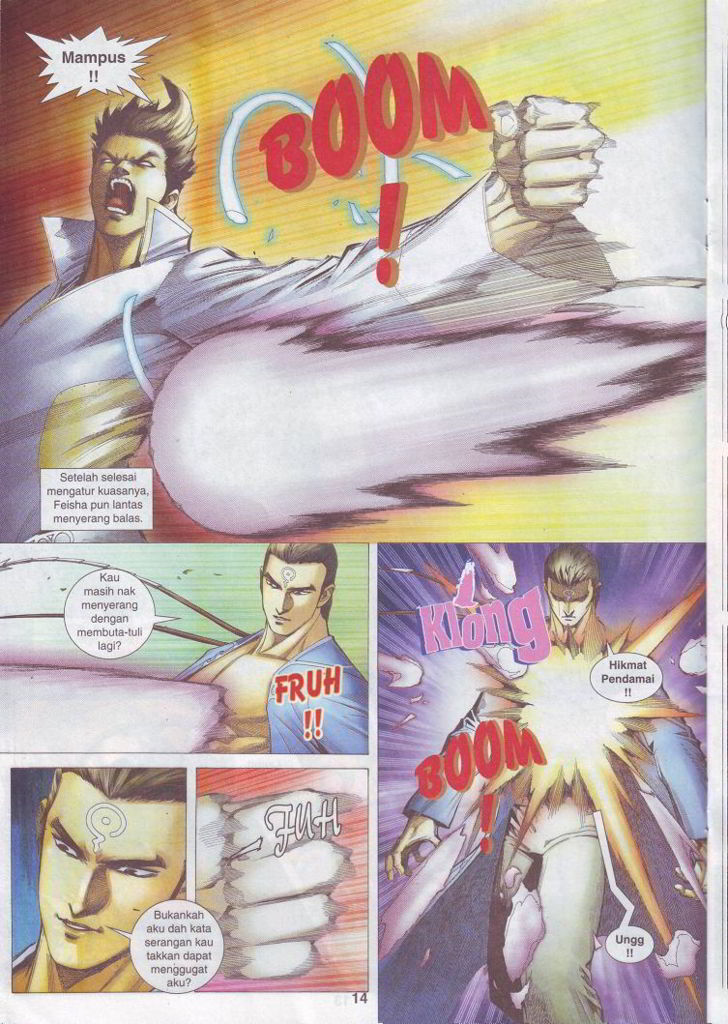 Mampus
!!
BOOM
!
Setelah selesai
mengatur kuasanya,
Feisha pun lantas
menyerang balas.
Kau
masih nak
menyerang
dengan
membuta-tuli
lagi?
FRUH
!!
Klong
!
Hikmat
Pendamai
!!
BOOM
!
Ungg
!!
FUH
Bukankah
aku dah kata
serangan kau
takkan dapat
menggugat
aku?
14